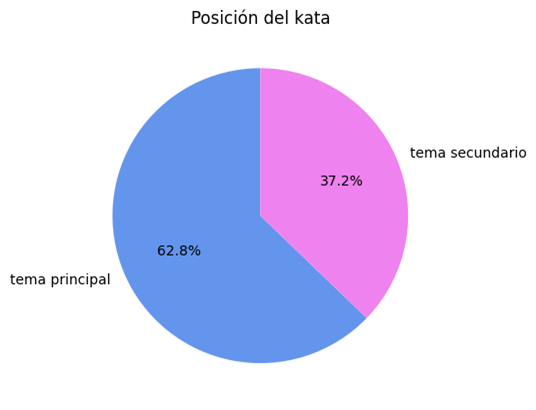 Posición del kata
tema secundario
37.2%
62.8%
tema principal